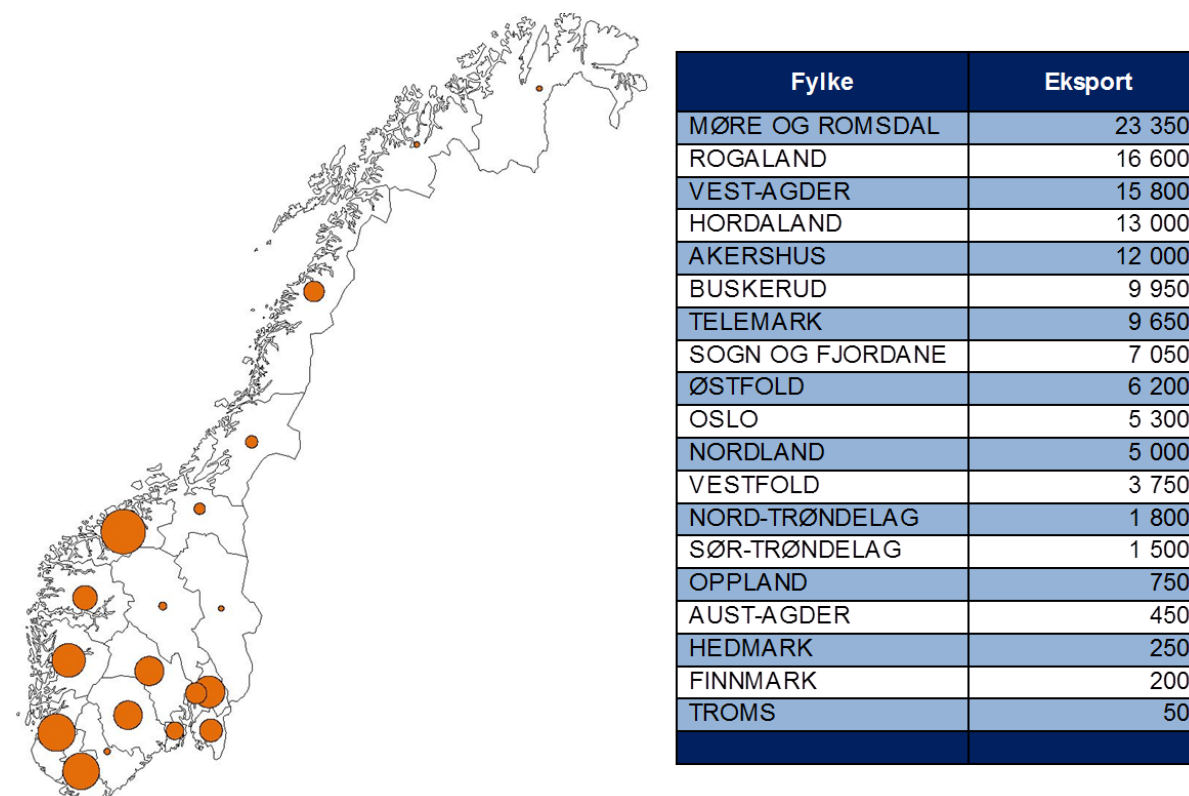 Fylke Eksport
MØRE OG ROMSDAL 23 350
ROGALAND 16 600
VEST-AGDER 15 800
HORDALAND 13 000
AKERSHUS 12 000
BUSKERUD 9 950
TELEMARK 9 650
SOGN OG FJORDANE 7 050
ØSTFOLD 6 200
OSLO 5 300
NORDLAND 5 000
VESTFOLD 3 750
NORD-TRØNDELAG 1 800
SØR-TRØNDELAG 1 500
OPPLAND 750
AUST-AGDER 450
HEDMARK 250
FINNMARK 200
TROMS 50